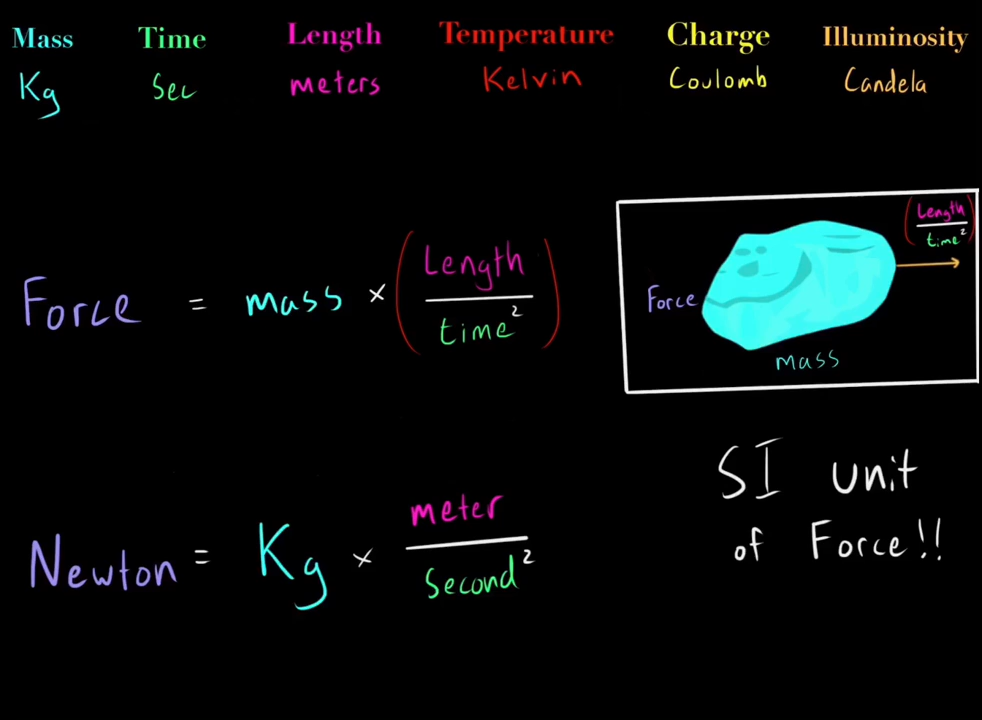 Mass Time Length Temperature Charge Illuminosity
Kg Sec meters Kelvin Coulomb Candela
Force = mass × (Length / time²)
Force
(Length / time²)
mass
Newton = Kg × meter / Second²
SI unit
of Force!!